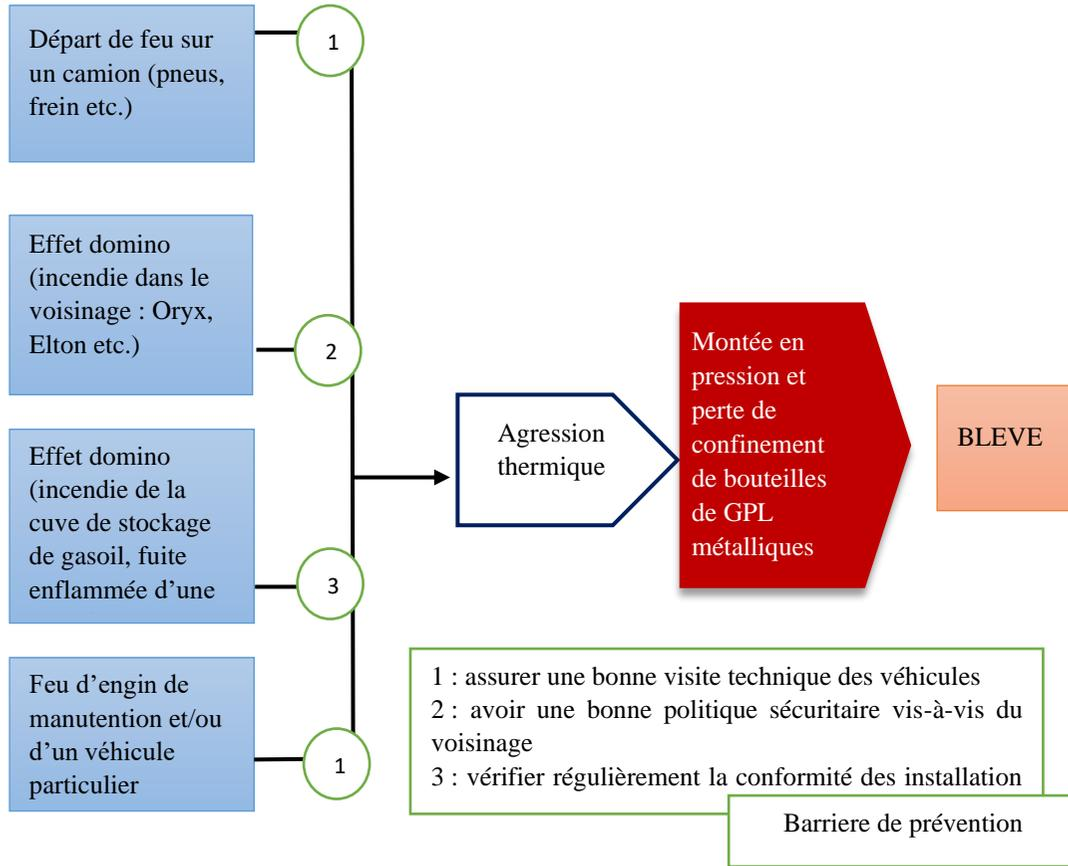 Départ de feu sur
un camion (pneus,
frein etc.)
1
Effet domino
(incendie dans le
voisinage : Oryx,
Elton etc.)
2
Effet domino
(incendie de la
cuve de stockage
de gasoil, fuite
enflammée d’une
3
Feu d’engin de
manutention et/ou
d’un véhicule
particulier
1
Agression
thermique
Montée en
pression et
perte de
confinement
de bouteilles
de GPL
métalliques
BLEVE
1 : assurer une bonne visite technique des véhicules
2 : avoir une bonne politique sécuritaire vis-à-vis du
voisinage
3 : vérifier régulièrement la conformité des installation
Barriere de prévention